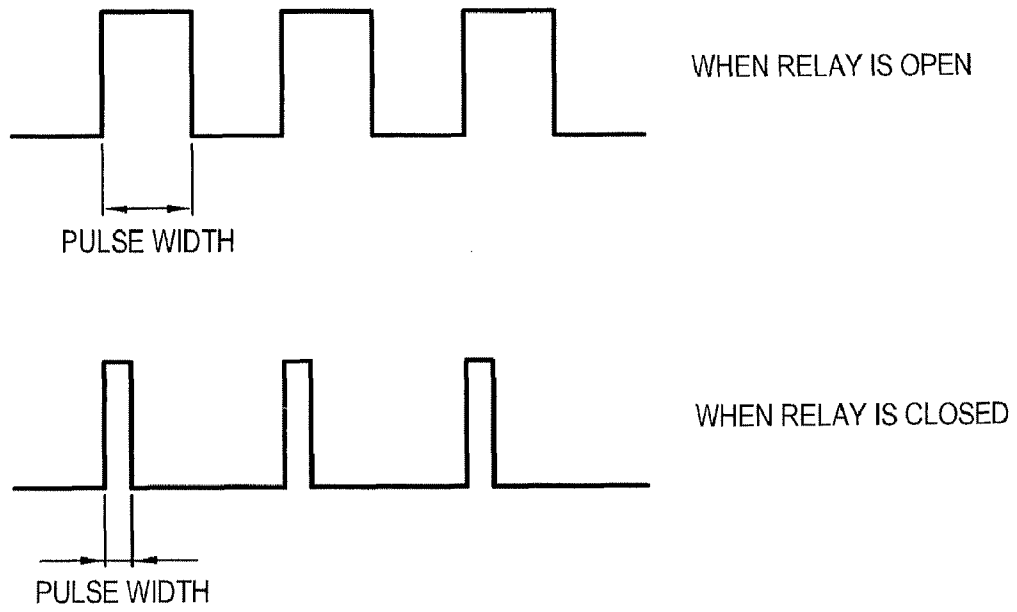 WHEN RELAY IS OPEN
PULSE WIDTH
WHEN RELAY IS CLOSED
PULSE WIDTH